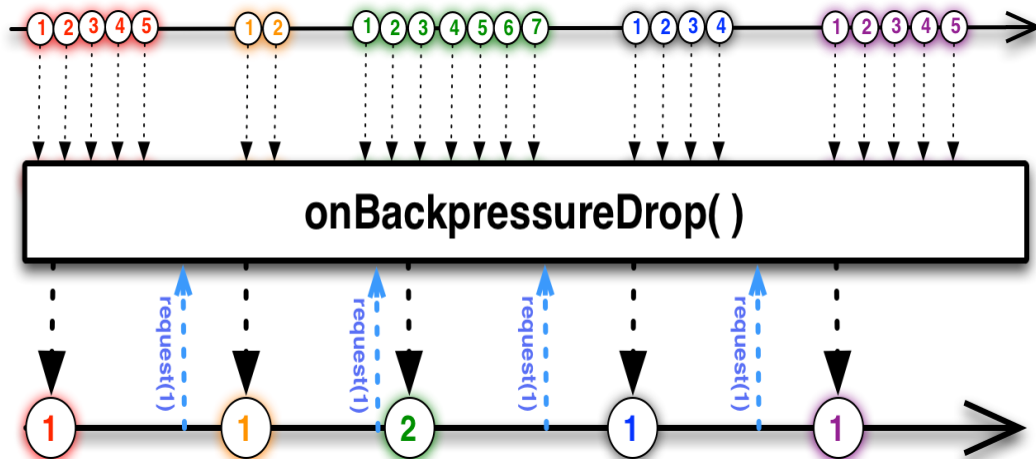 1 2 3 4 5 1 2 1 2 3 4 5 6 7 1 2 3 4 1 2 3 4 5
onBackpressureDrop( )
request(1) request(1) request(1) request(1)
1 1 2 1 1